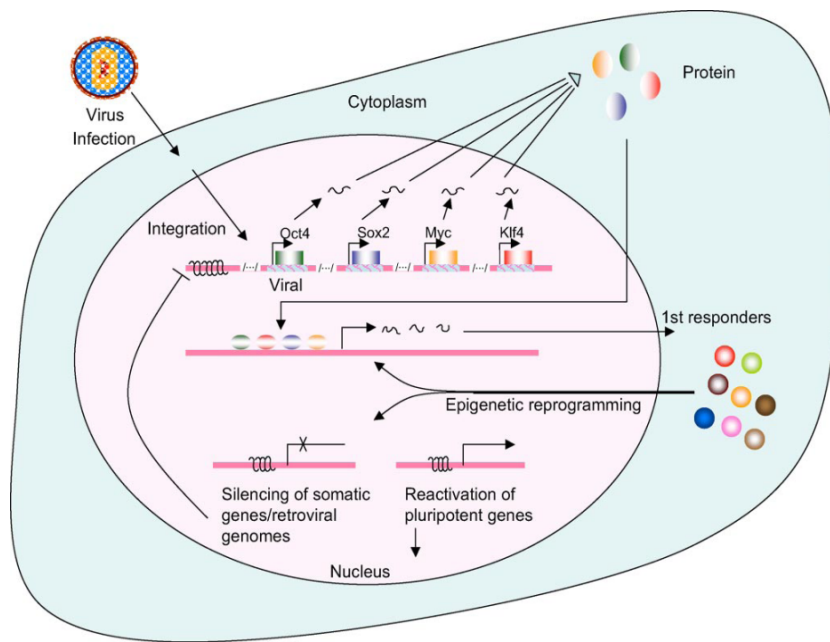 Virus
Infection
Cytoplasm
Protein
Integration
Oct4
Sox2
Myc
Klf4
/···/
/···/
/···/
/···/
Viral
1st responders
Epigenetic reprogramming
Silencing of somatic
genes/retroviral
genomes
Reactivation of
pluripotent genes
Nucleus